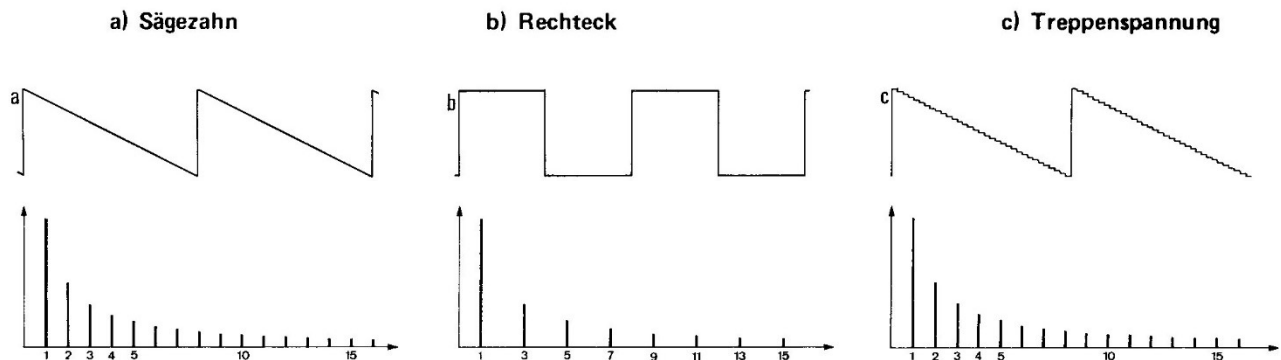 a) Sägezahn
b) Rechteck
c) Treppenspannung
a
b
c
1 2 3 4 5 10 15
1 3 5 7 9 11 13 15
1 2 3 4 5 10 15